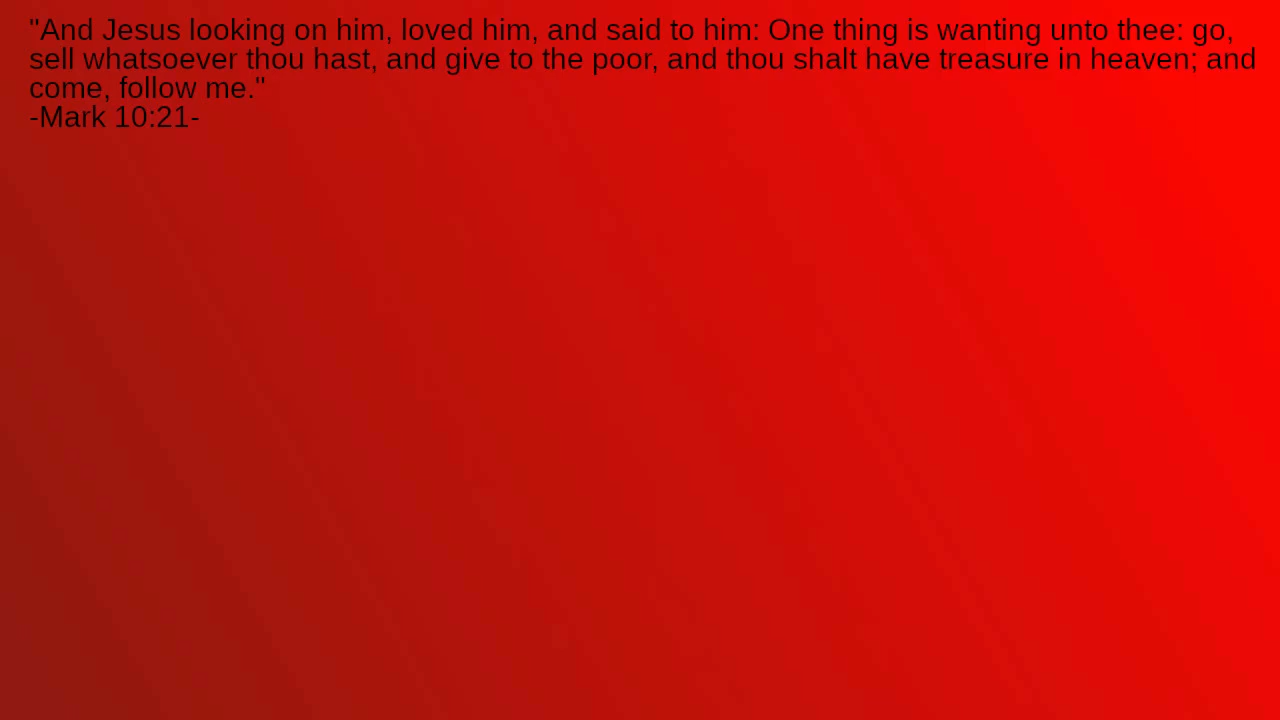 "And Jesus looking on him, loved him, and said to him: One thing is wanting unto thee: go,
sell whatsoever thou hast, and give to the poor, and thou shalt have treasure in heaven; and
come, follow me."
-Mark 10:21-